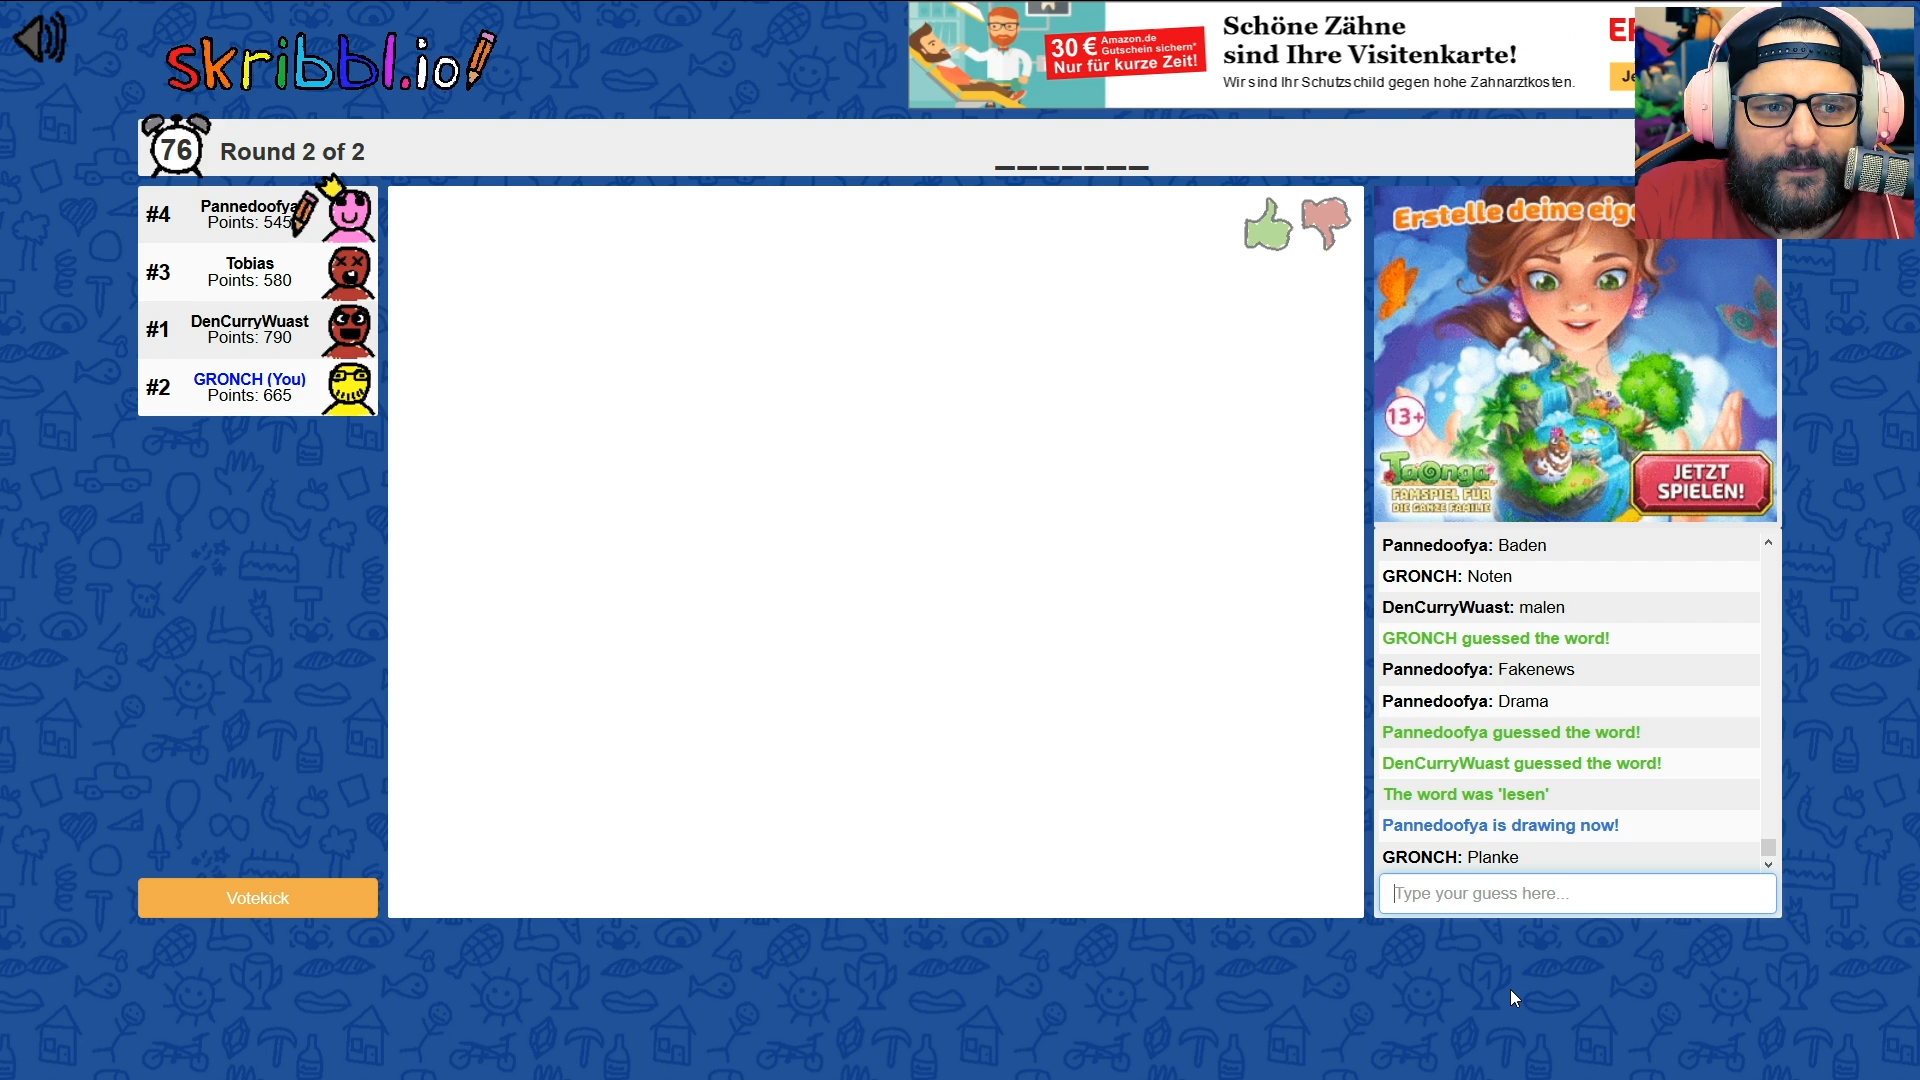 skribbl.io
30 € Amazon.de
Gutschein sichern*
Nur für kurze Zeit!
Schöne Zähne
sind Ihre Visitenkarte!
Wir sind Ihr Schutzschild gegen hohe Zahnarztkosten.
76
Round 2 of 2
#4
Pannedoofya
Points: 545
#3
Tobias
Points: 580
#1
DenCurryWuast
Points: 790
#2
GRONCH (You)
Points: 665
Votekick
Erstelle deine eig
13+
Taonga
FAMSPIEL FÜR
DIE GANZE FAMILIE
JETZT
SPIELEN!
Pannedoofya: Baden
GRONCH: Noten
DenCurryWuast: malen
GRONCH guessed the word!
Pannedoofya: Fakenews
Pannedoofya: Drama
Pannedoofya guessed the word!
DenCurryWuast guessed the word!
The word was 'lesen'
Pannedoofya is drawing now!
GRONCH: Planke
Type your guess here...